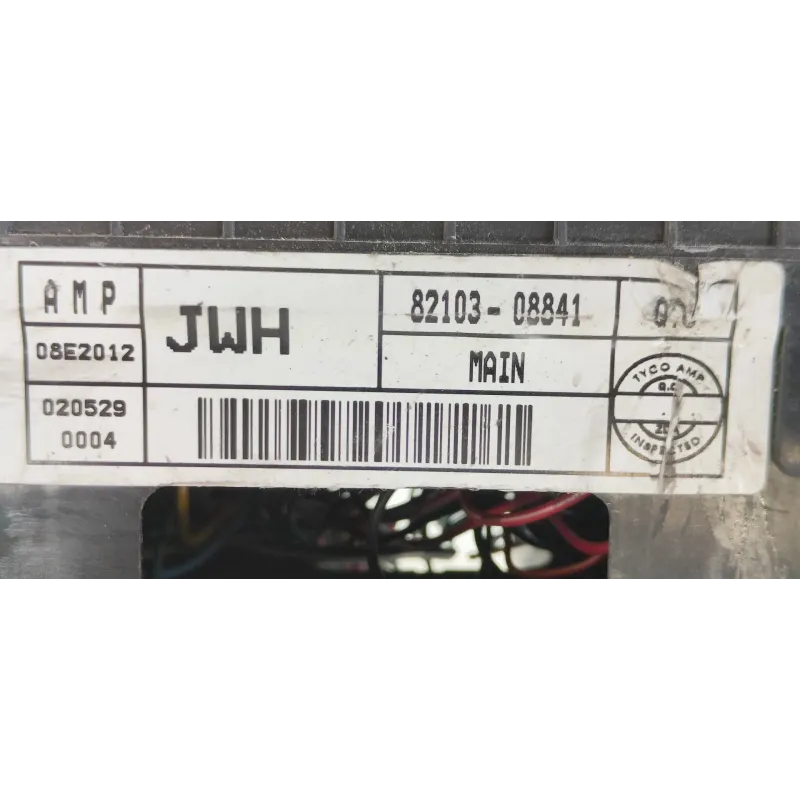 AMP
JWH
82103-08841
Q.C
08E2012
MAIN
020529
0004
TYCO AMP
Q.C
INSPECTED